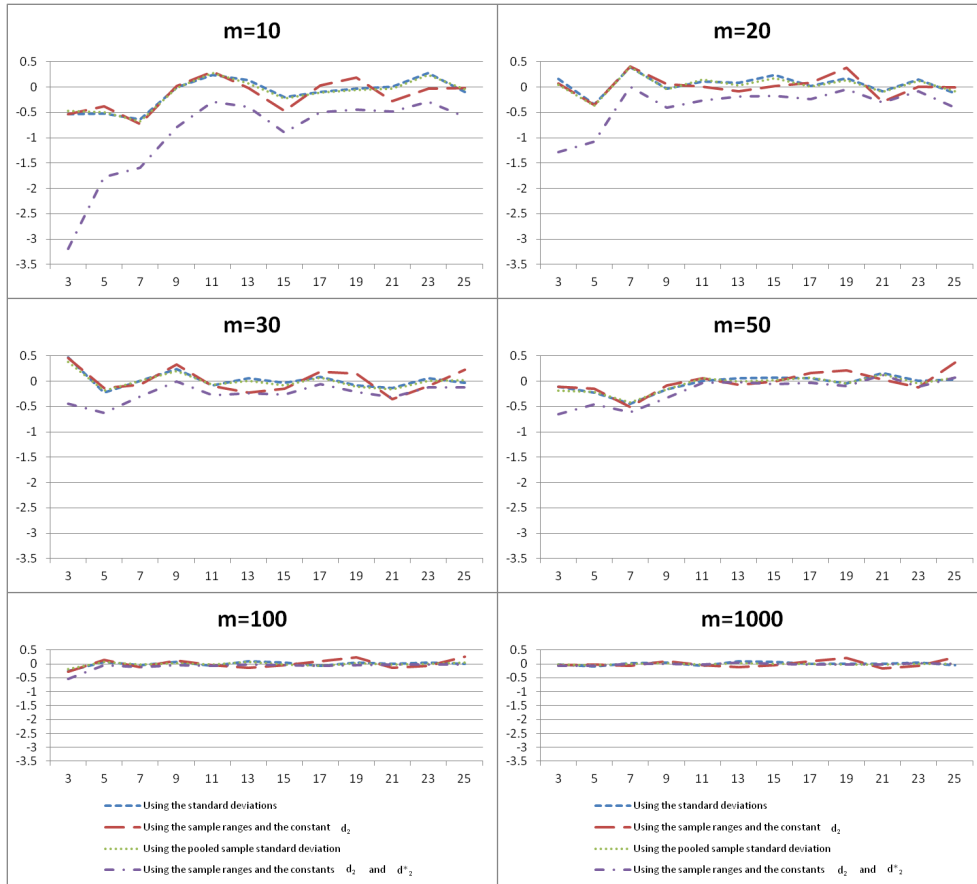 m=10
0.5
0
-0.5
-1
-1.5
-2
-2.5
-3
-3.5
3 5 7 9 11 13 15 17 19 21 23 25
m=20
0.5
0
-0.5
-1
-1.5
-2
-2.5
-3
-3.5
3 5 7 9 11 13 15 17 19 21 23 25
m=30
0.5
0
-0.5
-1
-1.5
-2
-2.5
-3
-3.5
3 5 7 9 11 13 15 17 19 21 23 25
m=50
0.5
0
-0.5
-1
-1.5
-2
-2.5
-3
-3.5
3 5 7 9 11 13 15 17 19 21 23 25
m=100
0.5
0
-0.5
-1
-1.5
-2
-2.5
-3
-3.5
3 5 7 9 11 13 15 17 19 21 23 25
Using the standard deviations
Using the sample ranges and the constant d₂
Using the pooled sample standard deviation
Using the sample ranges and the constants d₂ and d*₂
m=1000
0.5
0
-0.5
-1
-1.5
-2
-2.5
-3
-3.5
3 5 7 9 11 13 15 17 19 21 23 25
Using the standard deviations
Using the sample ranges and the constant d₂
Using the pooled sample standard deviation
Using the sample ranges and the constants d₂ and d*₂